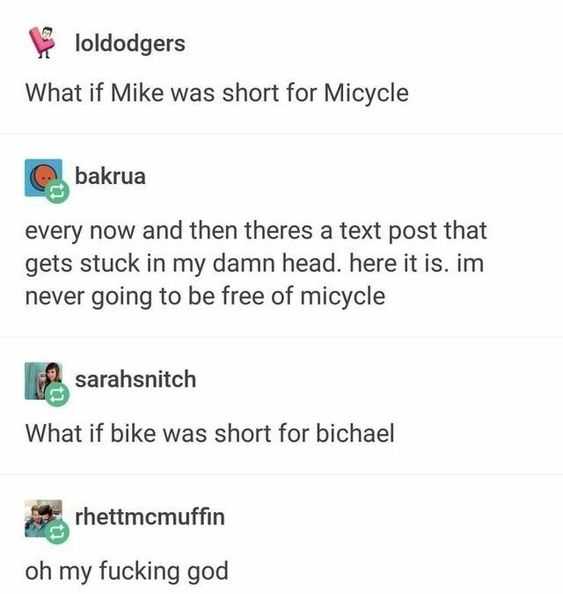 loldodgers
What if Mike was short for Micycle
bakrua
every now and then theres a text post that
gets stuck in my damn head. here it is. im
never going to be free of micycle
sarahsnitch
What if bike was short for bichael
rhettmcmuffin
oh my fucking god